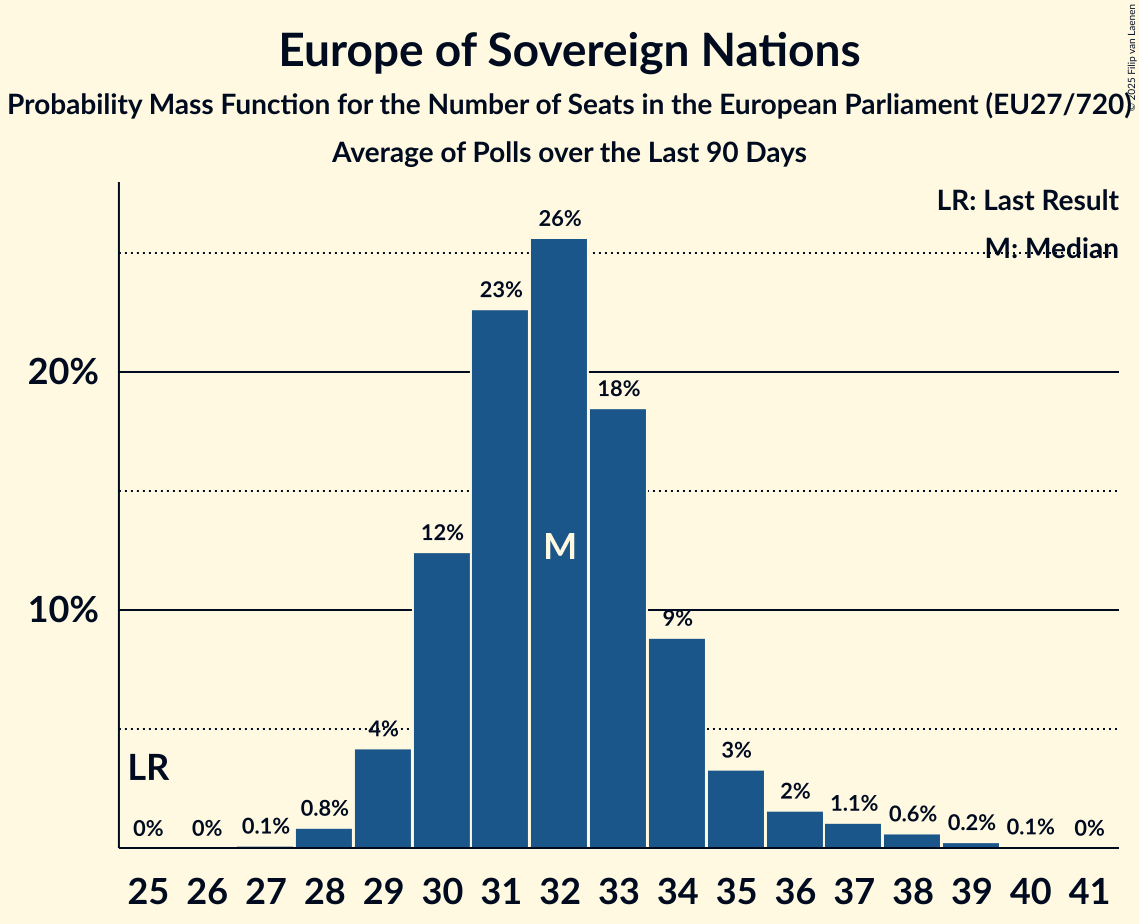 Europe of Sovereign Nations
Probability Mass Function for the Number of Seats in the European Parliament (EU27/720)
Average of Polls over the Last 90 Days
© 2025 Filip van Laenen
LR: Last Result
M: Median
26%
23%
20%
18%
12%
M
10%
9%
4%
LR
3%
2%
0%
0%
0.1%
0.8%
1.1%
0.6%
0.2%
0.1%
0%
25 26 27 28 29 30 31 32 33 34 35 36 37 38 39 40 41